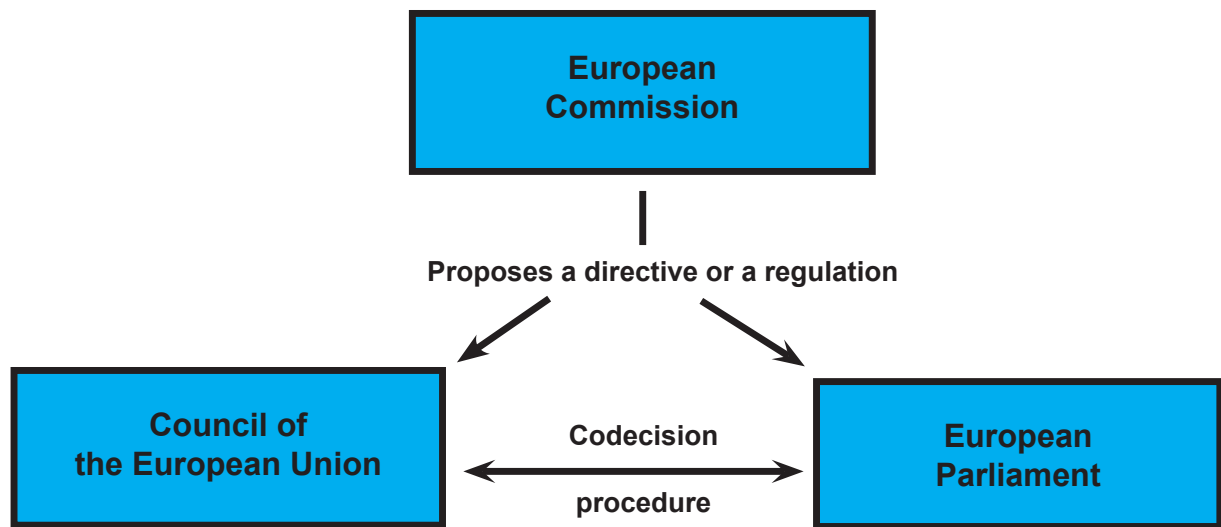 European
Commission
Proposes a directive or a regulation
Council of
the European Union
Codecision
procedure
European
Parliament